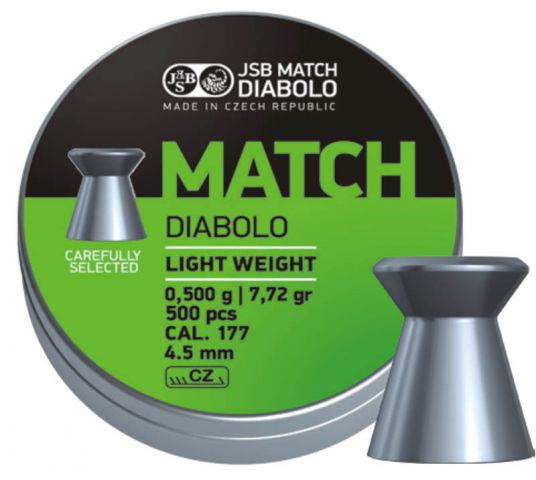 JSB
JSB MATCH
DIABOLO
MADE IN CZECH REPUBLIC
MATCH
DIABOLO
CAREFULLY
SELECTED
LIGHT WEIGHT
0,500 g | 7,72 gr
500 pcs
CAL. 177
4.5 mm
CZ